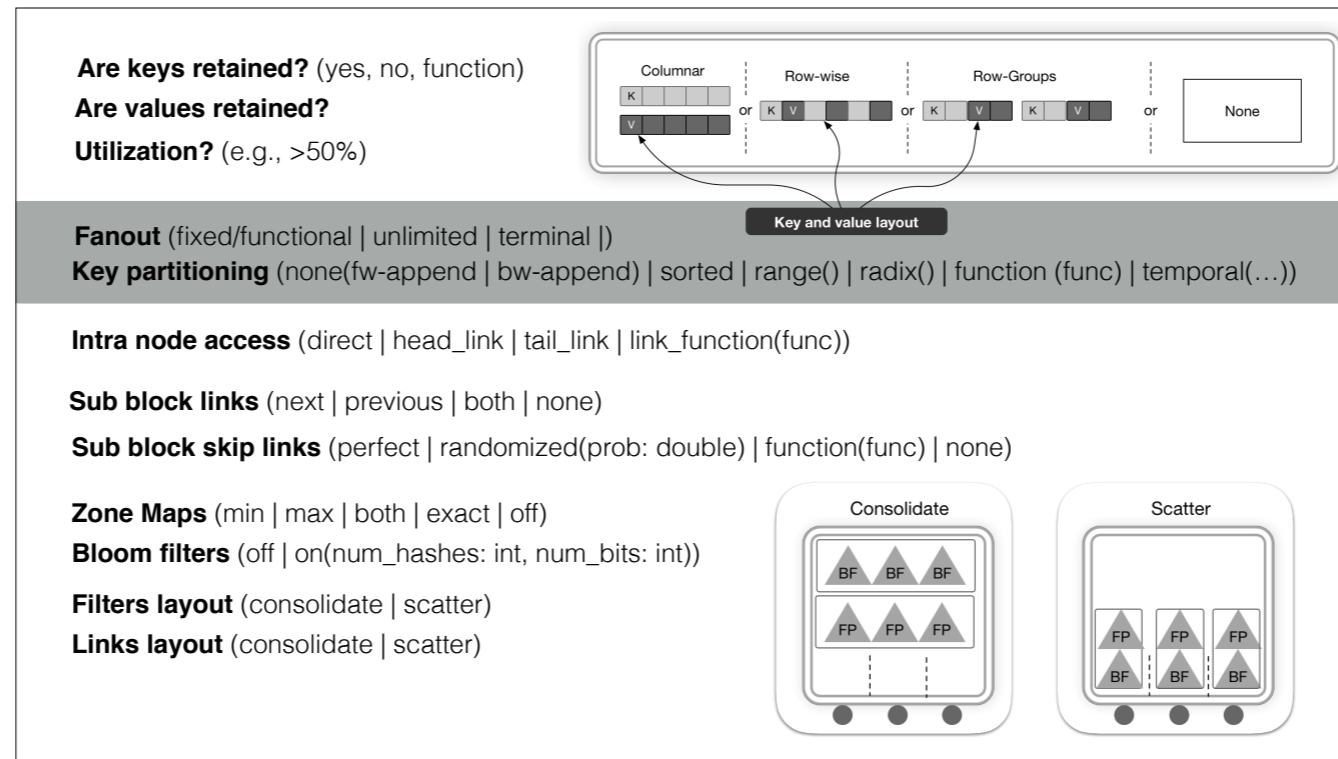 Are keys retained? (yes, no, function)
Are values retained?
Utilization? (e.g., >50%)
Columnar
Row-wise
Row-Groups
K
V
or
K V
or
K V K V
or
None
Key and value layout
Fanout (fixed/functional | unlimited | terminal |)
Key partitioning (none(fw-append | bw-append) | sorted | range() | radix() | function (func) | temporal(…))
Intra node access (direct | head_link | tail_link | link_function(func))
Sub block links (next | previous | both | none)
Sub block skip links (perfect | randomized(prob: double) | function(func) | none)
Zone Maps (min | max | both | exact | off)
Bloom filters (off | on(num_hashes: int, num_bits: int))
Filters layout (consolidate | scatter)
Links layout (consolidate | scatter)
Consolidate
BF BF BF
FP FP FP
Scatter
FP FP FP
BF BF BF